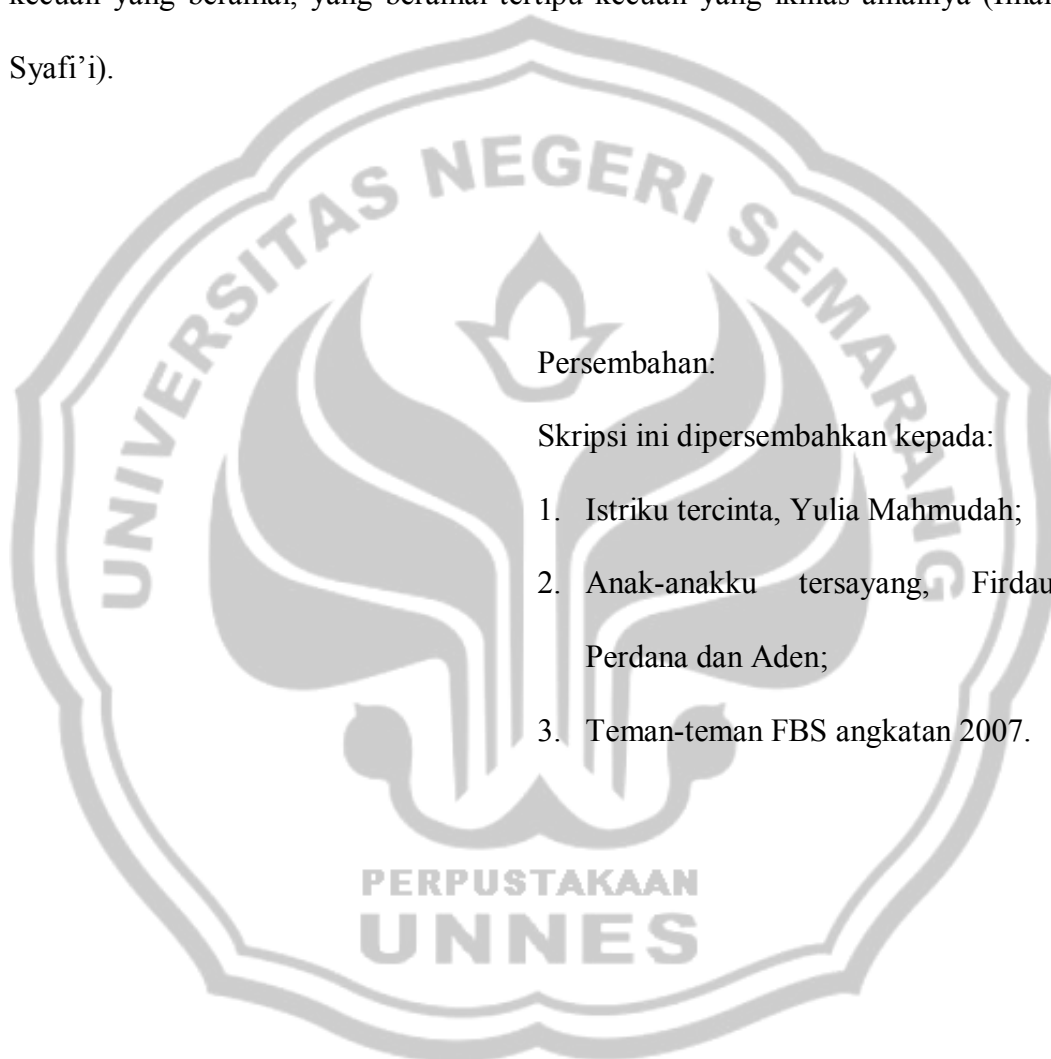 kecuali yang beramal, yang beramal tertipu kecuali yang ikhlas amalnya
Syafi’i).
UNIVERSITAS NEGERI SEMARANG
Persembahan:
Skripsi ini dipersembahkan kepada:
1. Istriku tercinta, Yulia Mahmudah;
2. Anak-anakku tersayang, Firdau
Perdana dan Aden;
3. Teman-teman FBS angkatan 2007.
PERPUSTAKAAN
UNNES